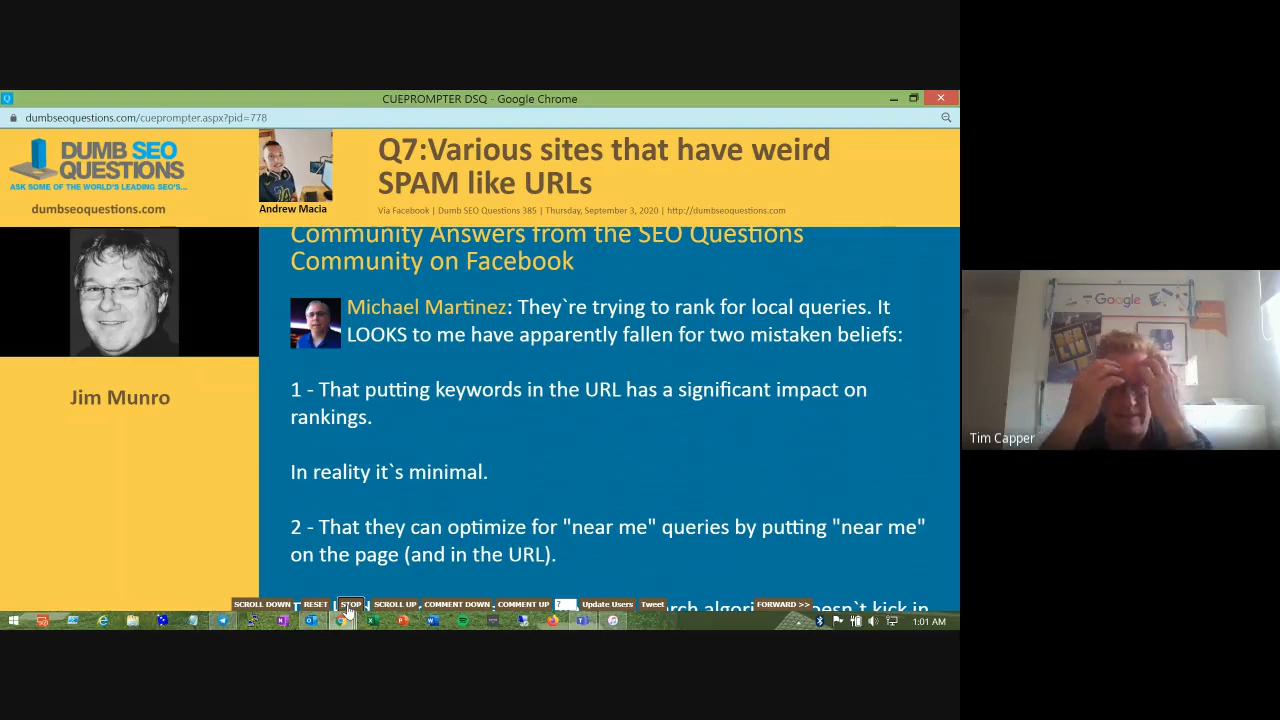 CUEPROMPTER DSQ - Google Chrome
dumbseoquestions.com/cueprompter.aspx?pid=778
DUMB SEO
QUESTIONS
ASK SOME OF THE WORLD'S LEADING SEO'S...
dumbseoquestions.com
Andrew Macia
Q7:Various sites that have weird
SPAM like URLs
Via Facebook | Dumb SEO Questions 385 | Thursday, September 3, 2020 | http://dumbseoquestions.com
Jim Munro
Community Answers from the SEO Questions
Community on Facebook
Michael Martinez: They`re trying to rank for local queries. It
LOOKS to me have apparently fallen for two mistaken beliefs:
1 - That putting keywords in the URL has a significant impact on
rankings.
In reality it`s minimal.
2 - That they can optimize for "near me" queries by putting "near me"
on the page (and in the URL).
SCROLL DOWN RESET STOP SCROLL UP COMMENT DOWN COMMENT UP 7 Update Users Tweet FORWARD >>
1:01 AM
Google
Tim Capper